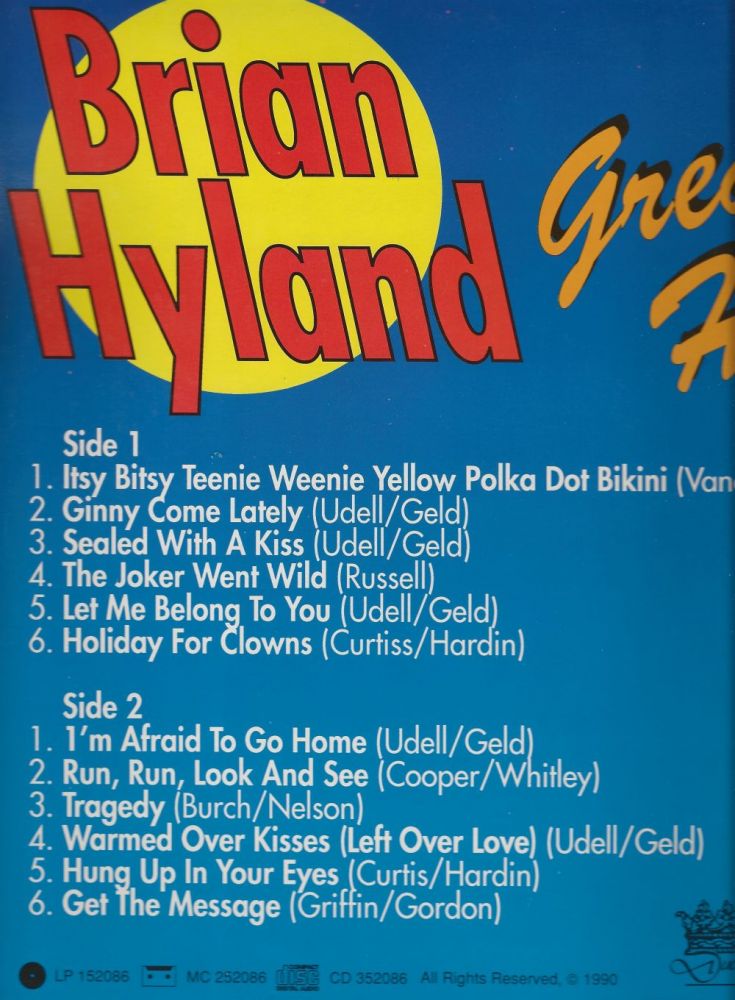 Brian
Hyland
Side 1
1. Itsy Bitsy Teenie Weenie Yellow Polka Dot Bikini
2. Ginny Come Lately (Udell/Geld)
3. Sealed With A Kiss (Udell/Geld)
4. The Joker Went Wild (Russell)
5. Let Me Belong To You (Udell/Geld)
6. Holiday For Clowns (Curtiss/Hardin)
Side 2
1. I'm Afraid To Go Home (Udell/Geld)
2. Run, Run, Look And See (Cooper/Whitley)
3. Tragedy (Burch/Nelson)
4. Warmed Over Kisses (Left Over Love) (Udell/Geld)
5. Hung Up In Your Eyes (Curtis/Hardin)
6. Get The Message (Griffin/Gordon)
LP 152086 MC 252086 COMPACT disc DIGITAL AUDIO CD 352086 All Rights Reserved, © 1990